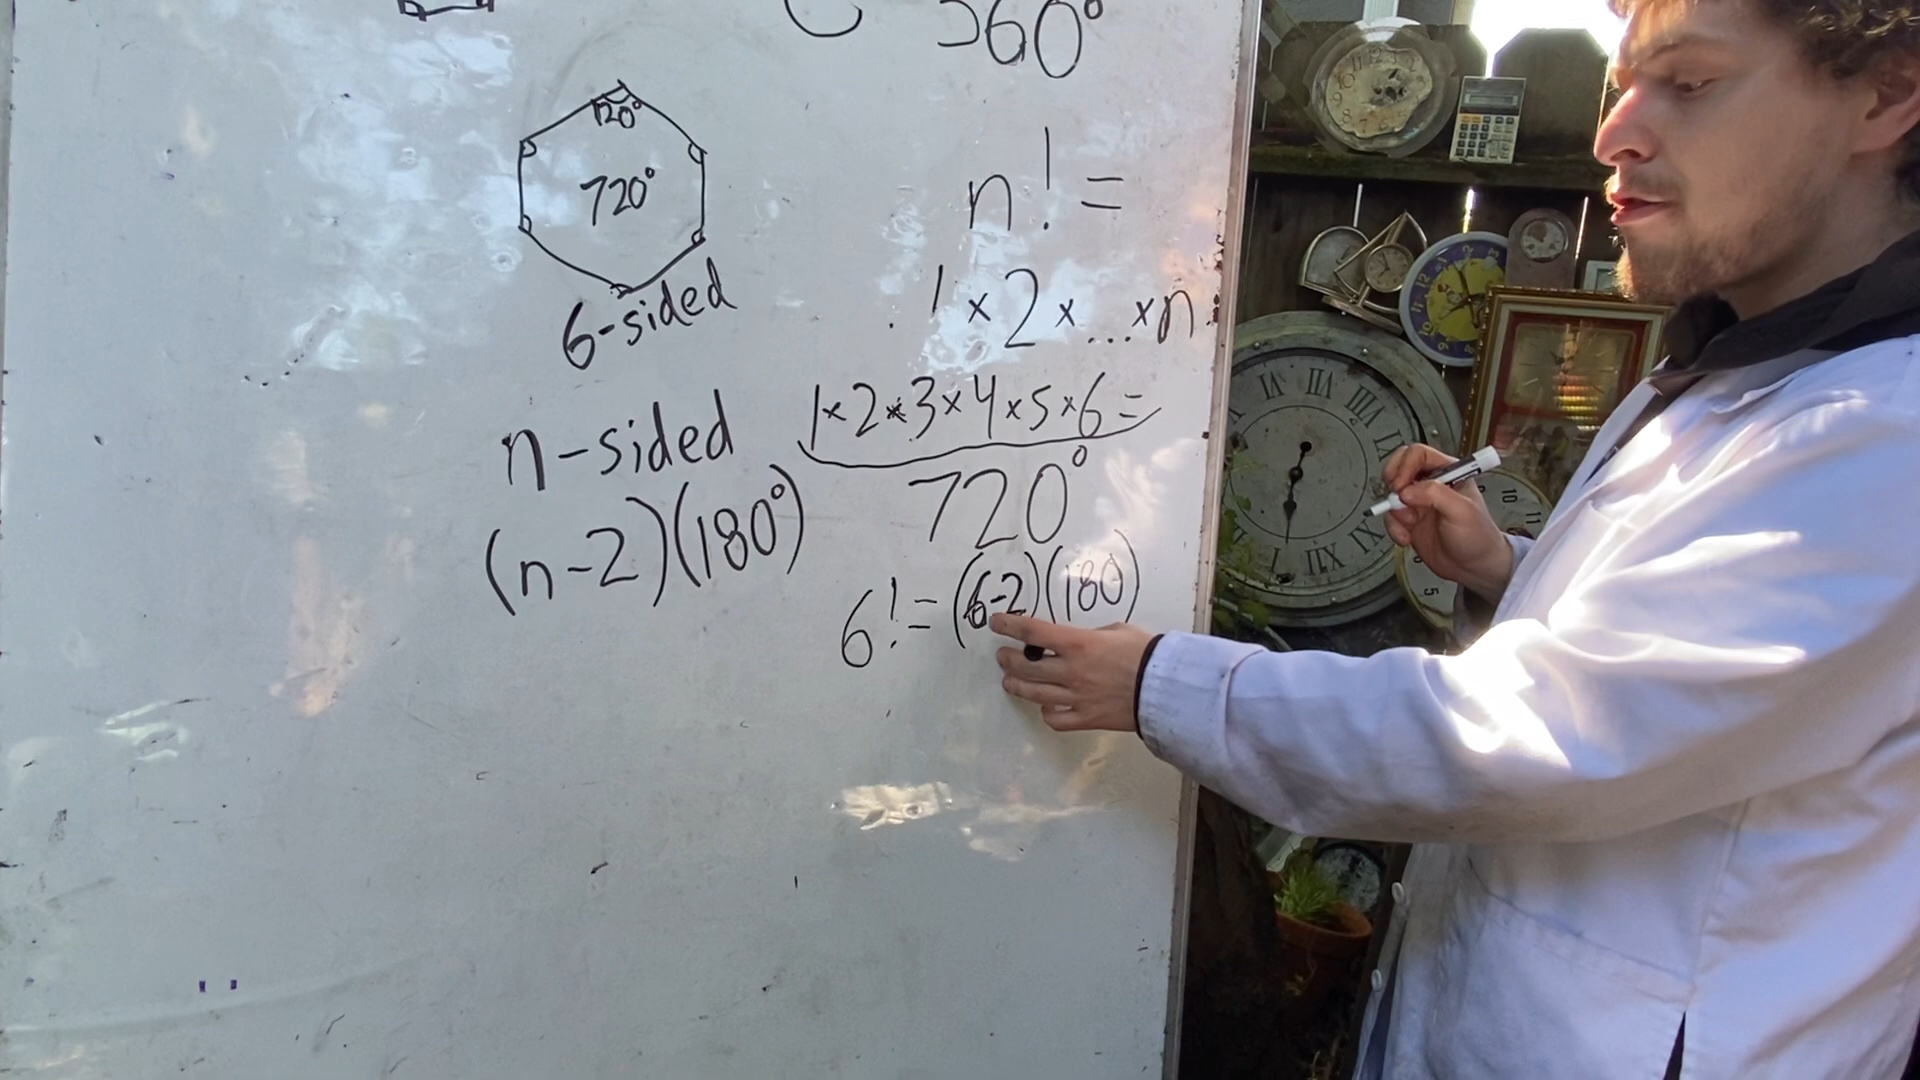 360°
120°
720°
6-sided
n-sided
(n-2)(180°)
n! =
1×2×...×n
1×2×3×4×5×6=
720°
6!=(6-2)(180)